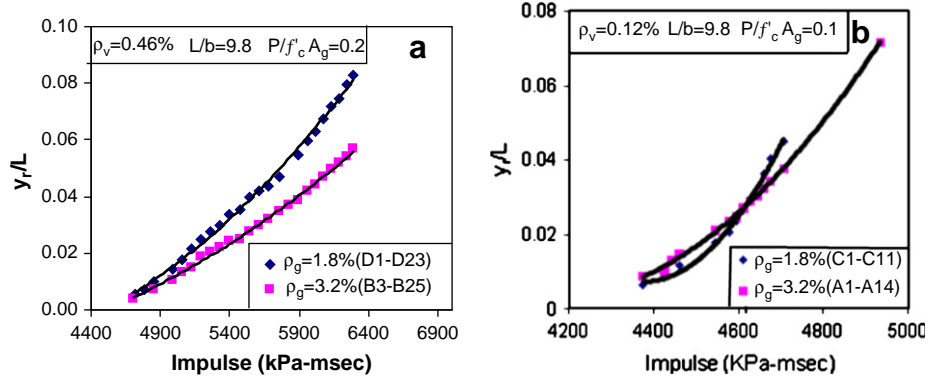 0.10
0.08
0.06
0.04
0.02
0.00
yr/L
ρv=0.46% L/b=9.8 P/f'c Ag=0.2
a
ρg=1.8%(D1-D23)
ρg=3.2%(B3-B25)
4400 4900 5400 5900 6400 6900
Impulse (kPa-msec)
0.08
0.06
0.04
0.02
0
yr/L
ρv=0.12% L/b=9.8 P/f'c Ag=0.1
b
ρg=1.8%(C1-C11)
ρg=3.2%(A1-A14)
4200 4400 4600 4800 5000
Impulse (KPa-msec)